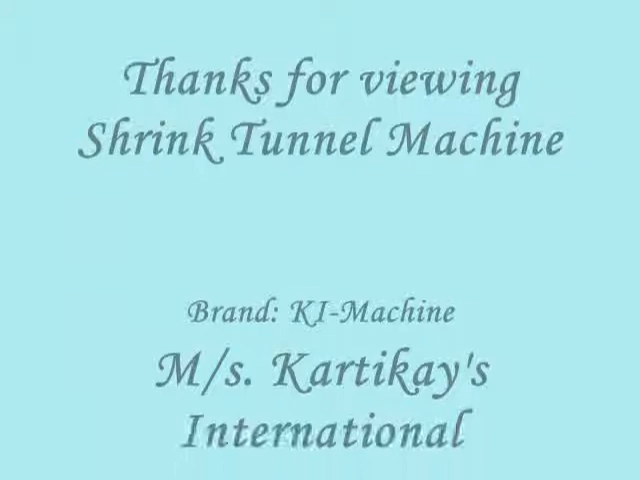 Thanks for viewing
Shrink Tunnel Machine
Brand: KI-Machine
M/s. Kartikay's
International